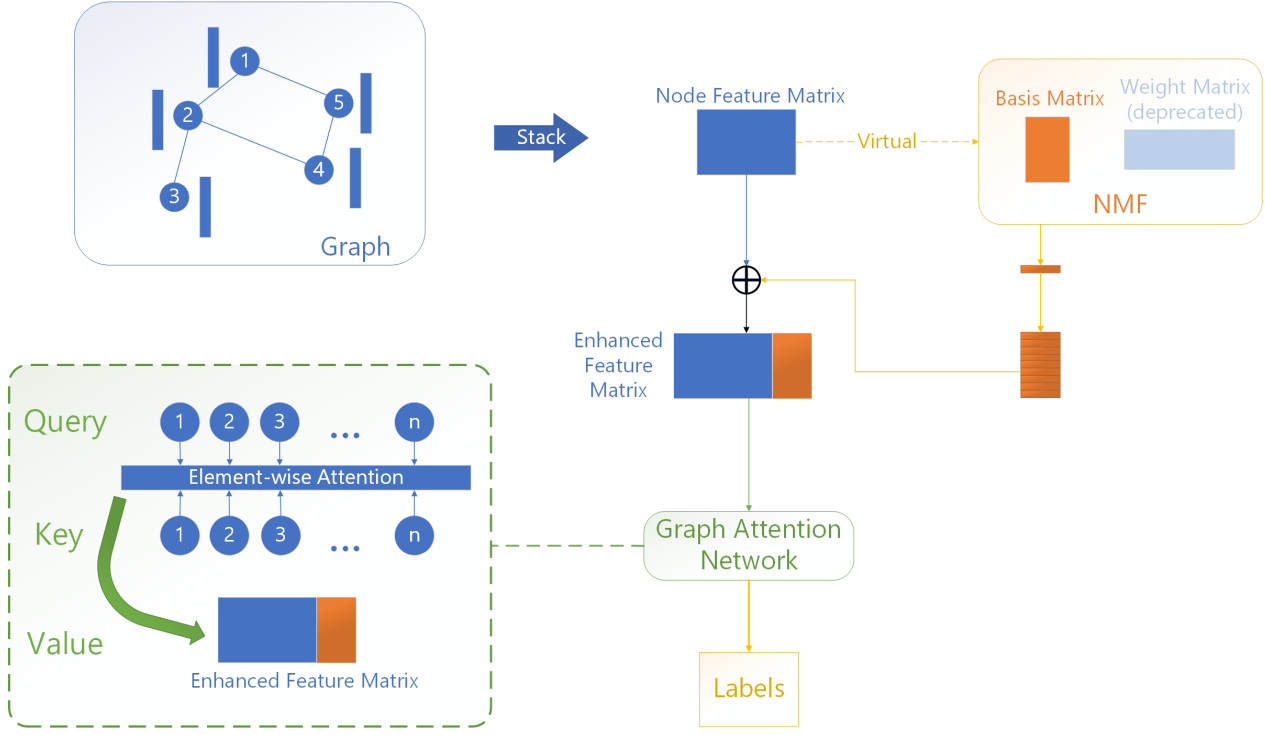 1
2
5
4
3
Graph
Stack
Node Feature Matrix
Virtual
Basis Matrix
Weight Matrix
(deprecated)
NMF
Enhanced
Feature
Matrix
Query
1 2 3 ... n
Element-wise Attention
Key
1 2 3 ... n
Value
Enhanced Feature Matrix
Graph Attention
Network
Labels